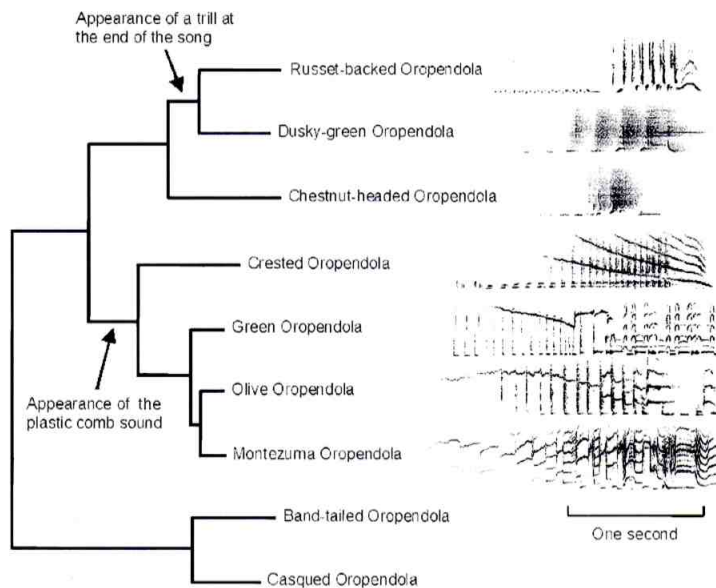 Appearance of a trill at
the end of the song
Russet-backed Oropendola
Dusky-green Oropendola
Chestnut-headed Oropendola
Crested Oropendola
Green Oropendola
Olive Oropendola
Appearance of the
plastic comb sound
Montezuma Oropendola
Band-tailed Oropendola
One second
Casqued Oropendola